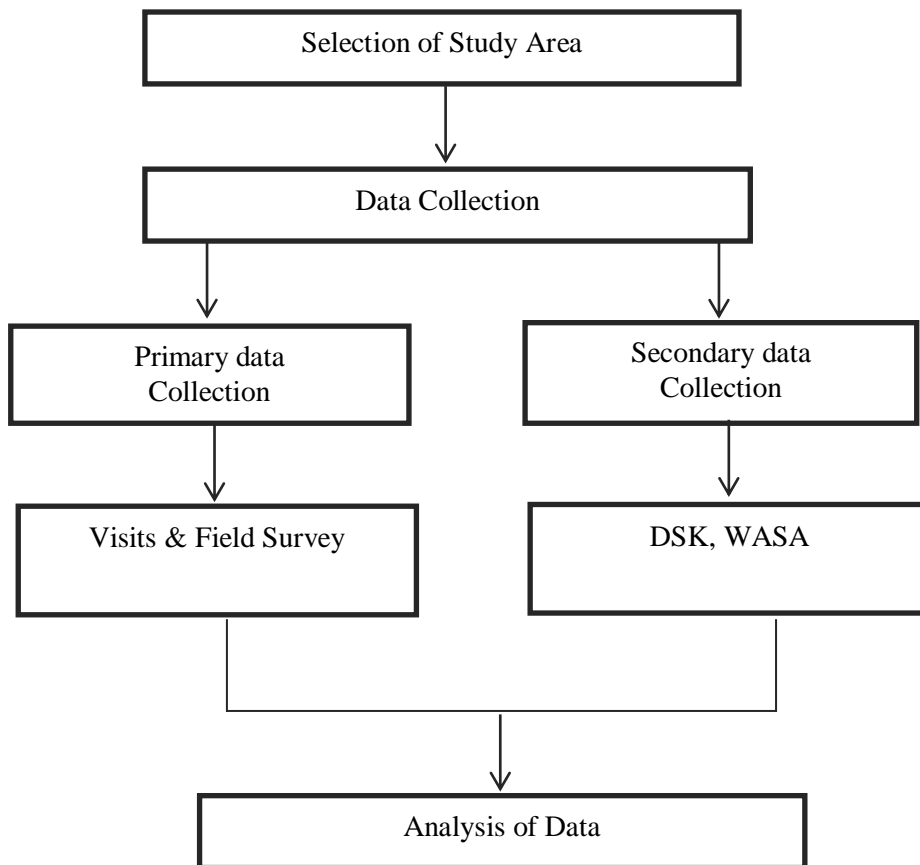 Selection of Study Area
Data Collection
Primary data
Collection
Secondary data
Collection
Visits & Field Survey
DSK, WASA
Analysis of Data